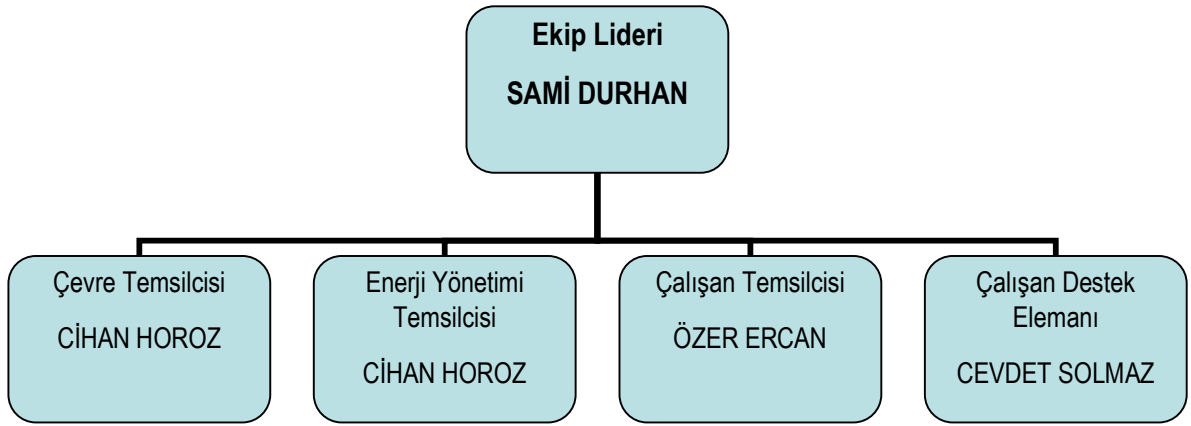 Ekip Lideri
SAMİ DURHAN
Çevre Temsilcisi
CİHAN HOROZ
Enerji Yönetimi
Temsilcisi
CİHAN HOROZ
Çalışan Temsilcisi
ÖZER ERCAN
Çalışan Destek
Elemanı
CEVDET SOLMAZ